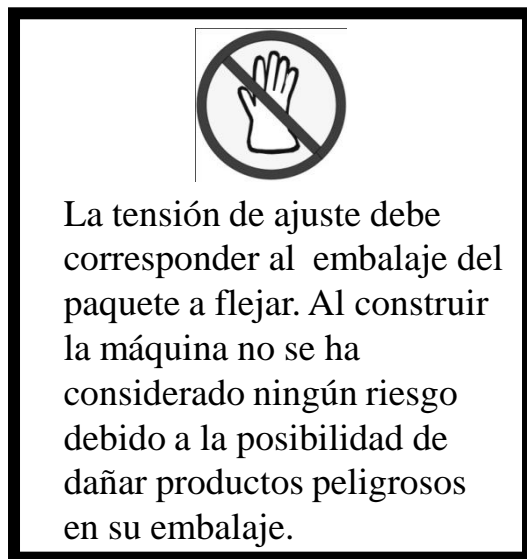 La tensión de ajuste debe
corresponder al embalaje del
paquete a flejar. Al construir
la máquina no se ha
considerado ningún riesgo
debido a la posibilidad de
dañar productos peligrosos
en su embalaje.